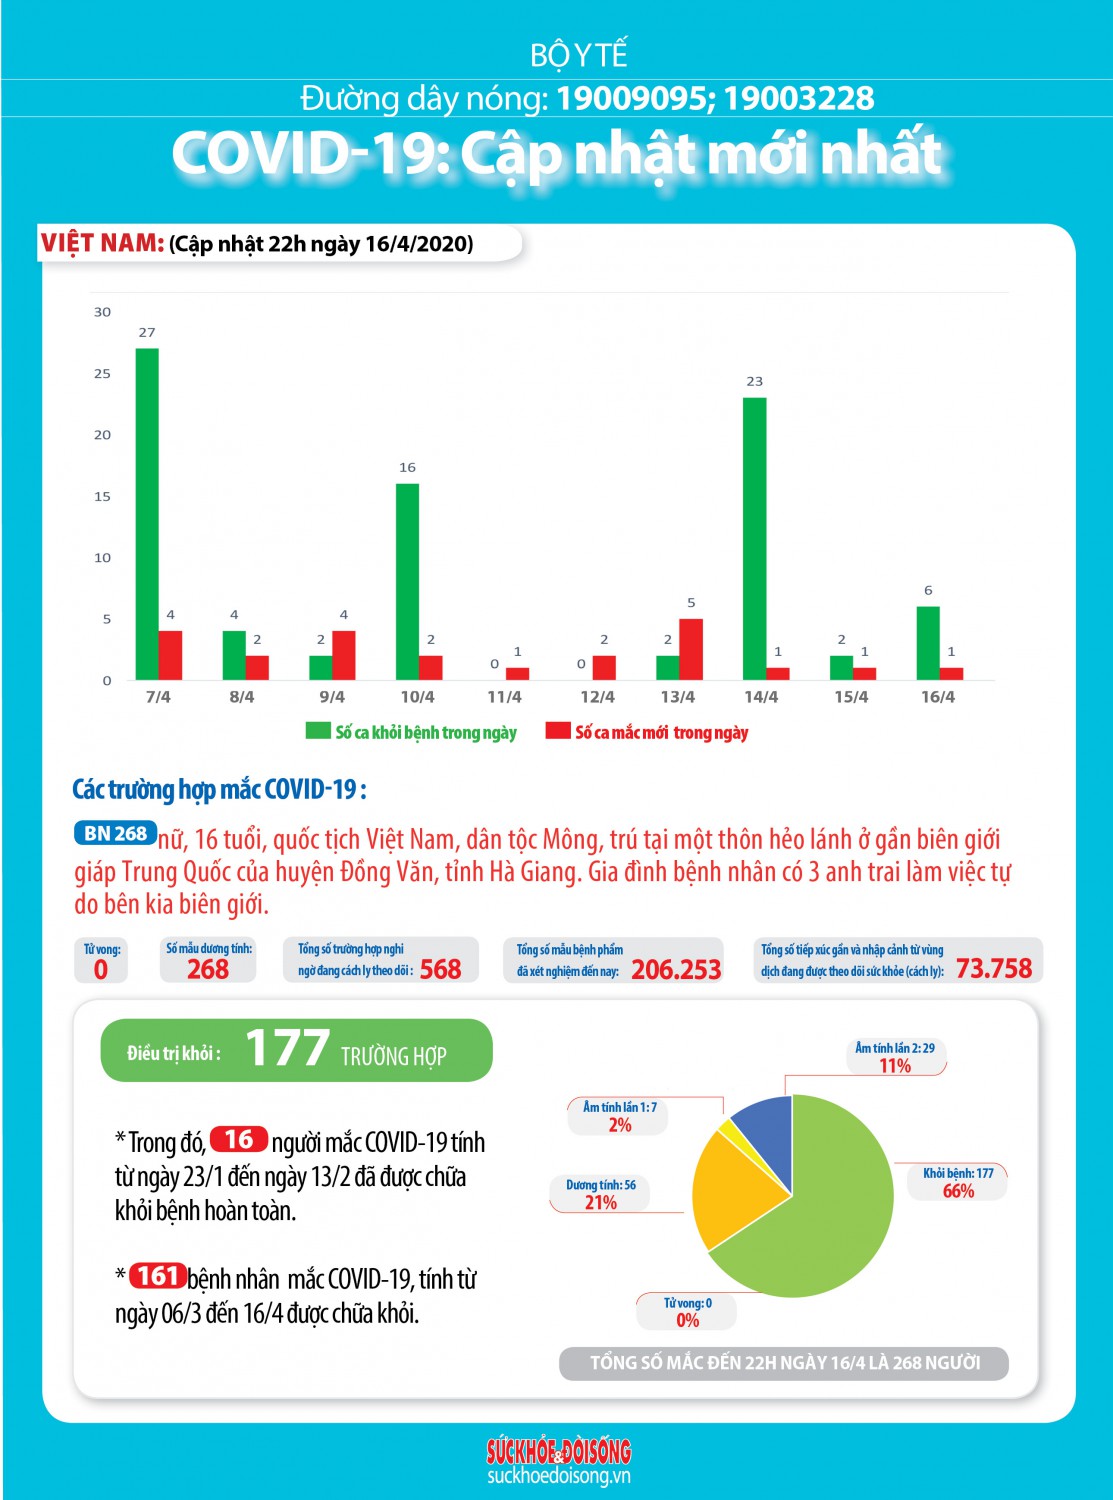 BỘ Y TẾ
Đường dây nóng: 19009095; 19003228
COVID-19: Cập nhật mới nhất
VIỆT NAM: (Cập nhật 22h ngày 16/4/2020)
30
25
20
15
10
5
0
27
4
4
2
2
4
16
2
0
1
0
2
2
5
23
1
2
1
6
1
7/4
8/4
9/4
10/4
11/4
12/4
13/4
14/4
15/4
16/4
Số ca khỏi bệnh trong ngày
Số ca mắc mới trong ngày
Các trường hợp mắc COVID-19 :
BN 268 nữ, 16 tuổi, quốc tịch Việt Nam, dân tộc Mông, trú tại một thôn hẻo lánh ở gần biên giới
giáp Trung Quốc của huyện Đồng Văn, tỉnh Hà Giang. Gia đình bệnh nhân có 3 anh trai làm việc tự
do bên kia biên giới.
Tử vong:
0
Số mẫu dương tính:
268
Tổng số trường hợp nghi
ngờ đang cách ly theo dõi : 568
Tổng số mẫu bệnh phẩm
đã xét nghiệm đến nay: 206.253
Tổng số tiếp xúc gần và nhập cảnh từ vùng
dịch đang được theo dõi sức khỏe (cách ly): 73.758
Điều trị khỏi : 177 TRƯỜNG HỢP
* Trong đó, 16 người mắc COVID-19 tính
từ ngày 23/1 đến ngày 13/2 đã được chữa
khỏi bệnh hoàn toàn.
* 161 bệnh nhân mắc COVID-19, tính từ
ngày 06/3 đến 16/4 được chữa khỏi.
Âm tính lần 2: 29
11%
Âm tính lần 1: 7
2%
Dương tính: 56
21%
Khỏi bệnh: 177
66%
Tử vong: 0
0%
TỔNG SỐ MẮC ĐẾN 22H NGÀY 16/4 LÀ 268 NGƯỜI
SỨC KHỎE & ĐỜI SỐNG
suckhoedoisong.vn